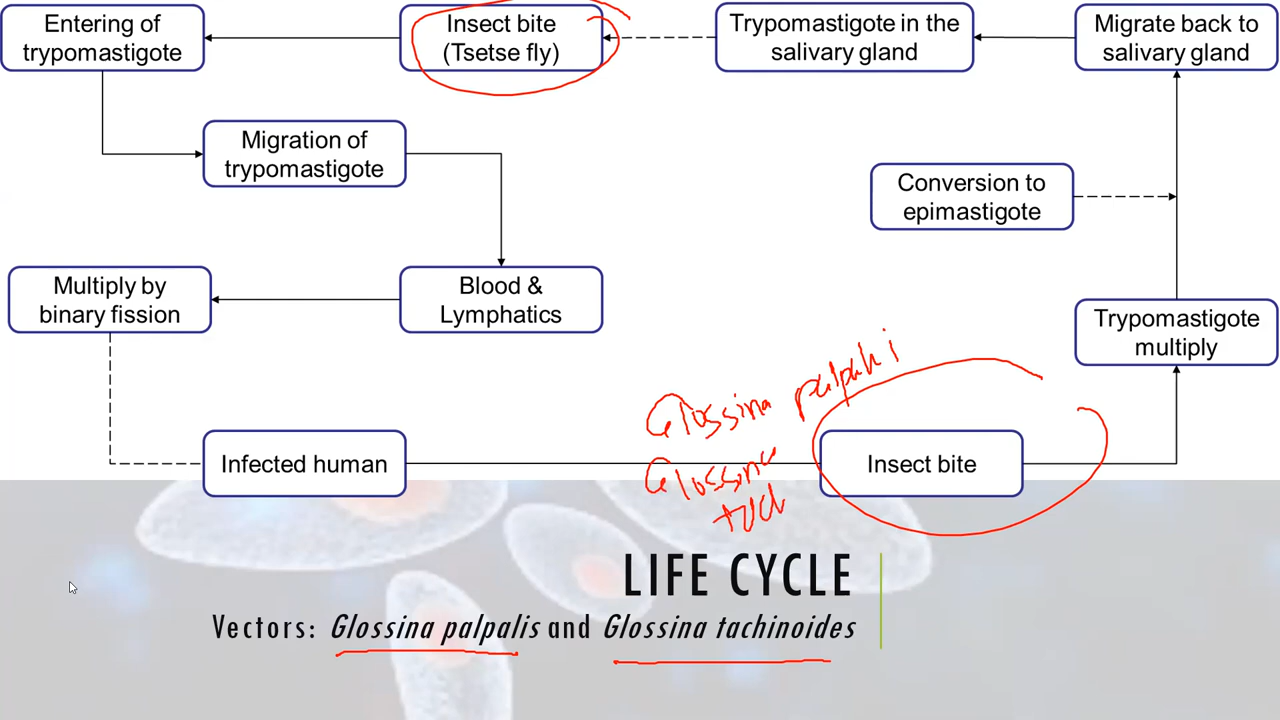 Entering of
trypomastigote
Insect bite
(Tsetse fly)
Trypomastigote in the
salivary gland
Migrate back to
salivary gland
Migration of
trypomastigote
Conversion to
epimastigote
Multiply by
binary fission
Blood &
Lymphatics
Trypomastigote
multiply
Glossina palpali
Infected human
Glossina
Insect bite
LIFE CYCLE
Vectors: Glossina palpalis and Glossina tachinoides